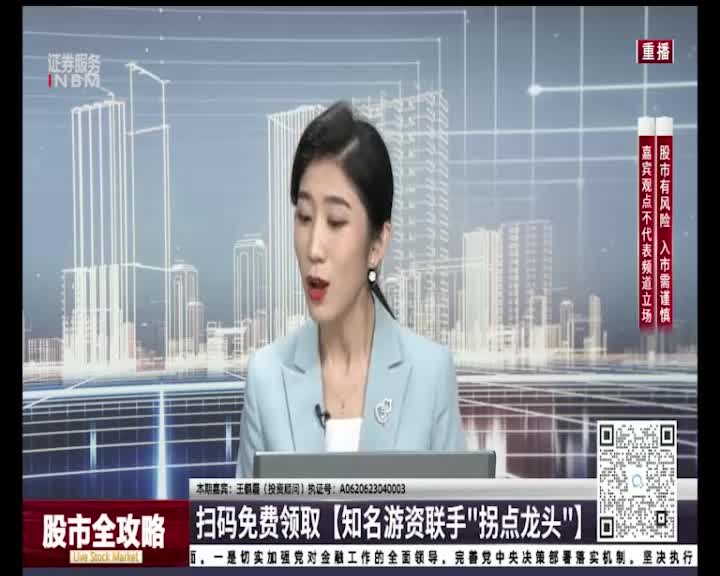 证券服务
NBM
重播
股市有风险 入市需谨慎
嘉宾观点不代表频道立场
本期嘉宾：王麒磊（投资顾问）执证号：A0620623040003
扫码免费领取【知名游资联手"拐点龙头"】
股市全攻略
Live Stock Market
面。一是切实加强党对金融工作的全面领导。完善党中央决策部署落实机制。坚决执行